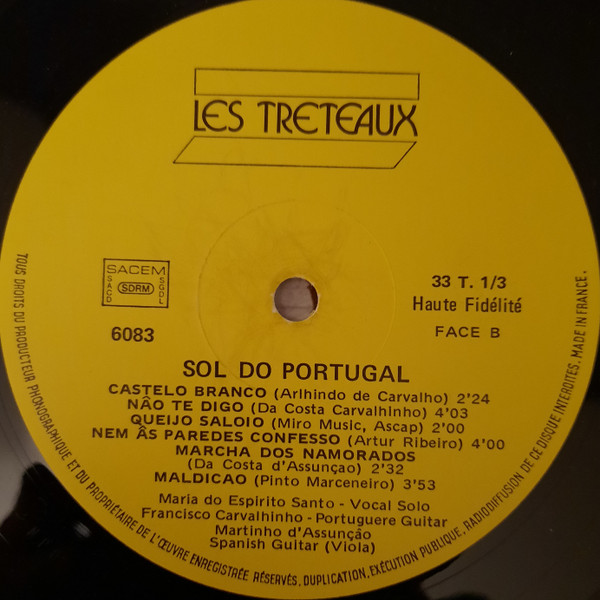 LES TRETEAUX
SACEM
SACD
SDRM
SGDL
6083
33 T. 1/3
Haute Fidélité
FACE B
SOL DO PORTUGAL
CASTELO BRANCO (Arlhindo de Carvalho) 2'24
NÂO TE DIGO (Da Costa Carvalhinho) 4'03
QUEIJO SALOIO (Miro Music, Ascap) 2'00
NEM ÂS PAREDES CONFESSO (Artur Ribeiro) 4'00
MARCHA DOS NAMORADOS
(Da Costa d'Assunçao) 2'32
MALDICAO (Pinto Marceneiro) 3'53
Maria do Espirito Santo - Vocal Solo
Francisco Carvalhinho - Portuguere Guitar
Martinho d'Assunçâo
Spanish Guitar (Viola)
TOUS DROITS DU PRODUCTEUR PHONOGRAPHIQUE ET DU PROPRIÉTAIRE DE L'ŒUVRE ENREGISTRÉE RÉSERVÉS, DUPLICATION, EXÉCUTION PUBLIQUE, RADIODIFFUSION DE CE DISQUE INTERDITES. MADE IN FRANCE.